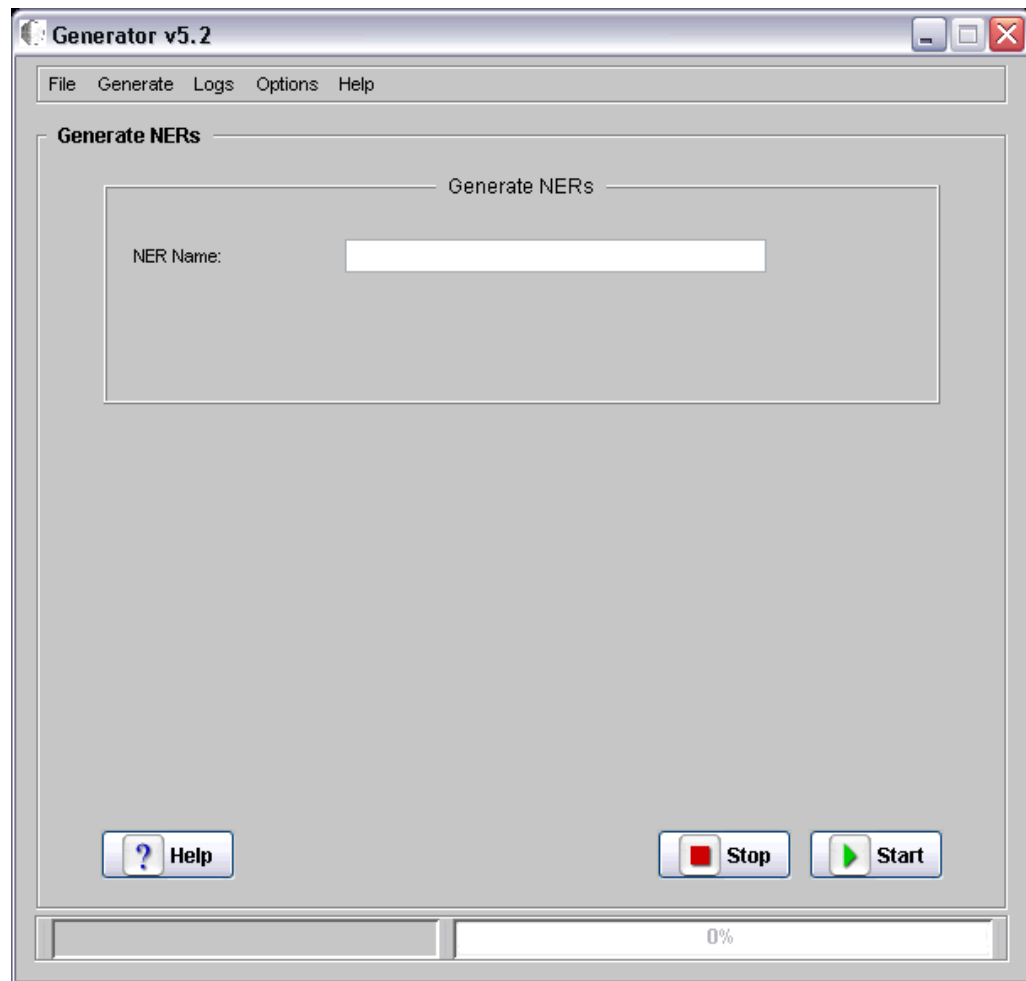 Generator v5.2
File Generate Logs Options Help
Generate NERs
Generate NERs
NER Name:
? Help
Stop
Start
0%